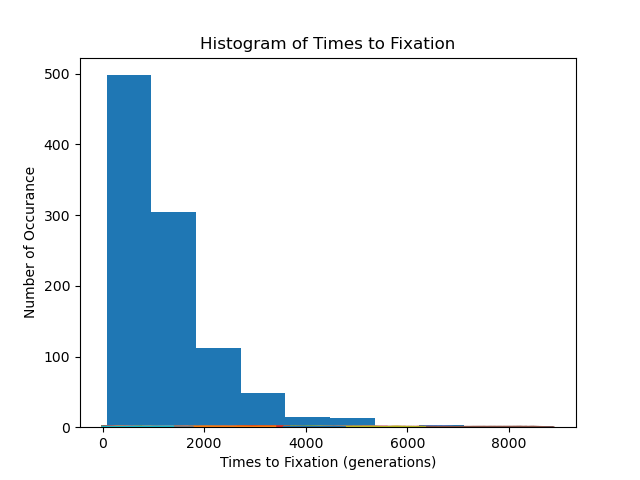 Histogram of Times to Fixation
500
400
300
200
100
0
Number of Occurance
0 2000 4000 6000 8000
Times to Fixation (generations)